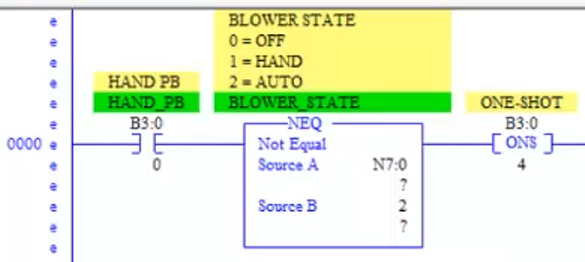 e BLOWER STATE
e 0 = OFF
e 1 = HAND
e HAND PB 2 = AUTO
e HAND_PB BLOWER_STATE ONE-SHOT
e B3:0 NEQ B3:0
0000 e Not Equal ONS
e 0 Source A N7:0 4
e ?
e Source B 2
e ?
e